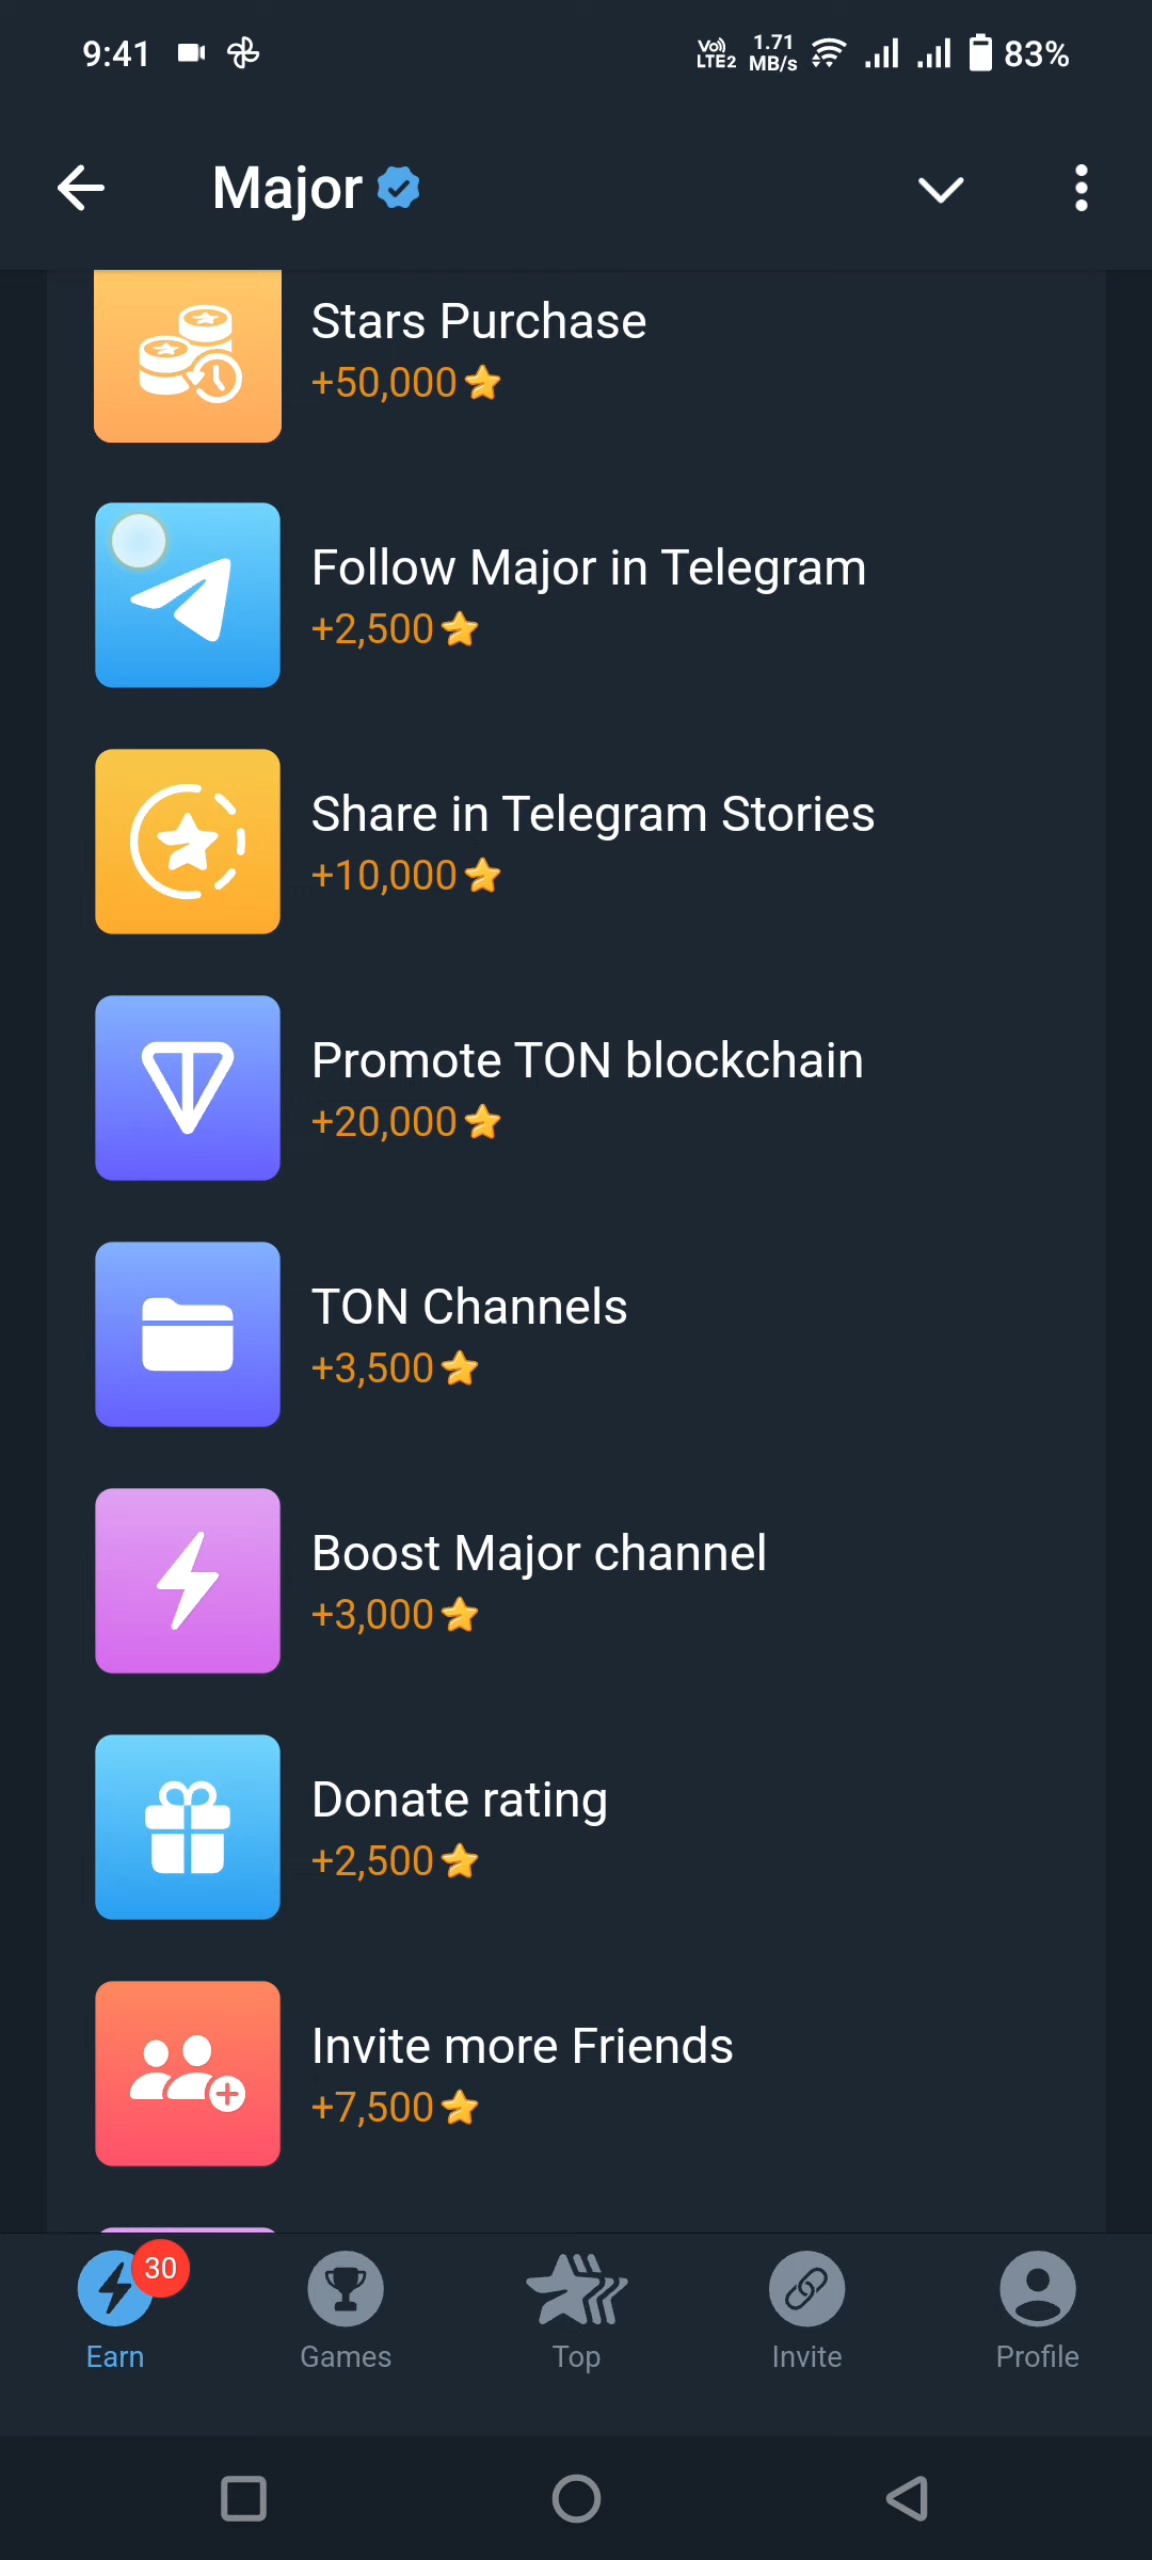 9:41
Vo)) LTE2 1.71 MB/s 83%
Major
Stars Purchase
+50,000
Follow Major in Telegram
+2,500
Share in Telegram Stories
+10,000
Promote TON blockchain
+20,000
TON Channels
+3,500
Boost Major channel
+3,000
Donate rating
+2,500
Invite more Friends
+7,500
30
Earn Games Top Invite Profile